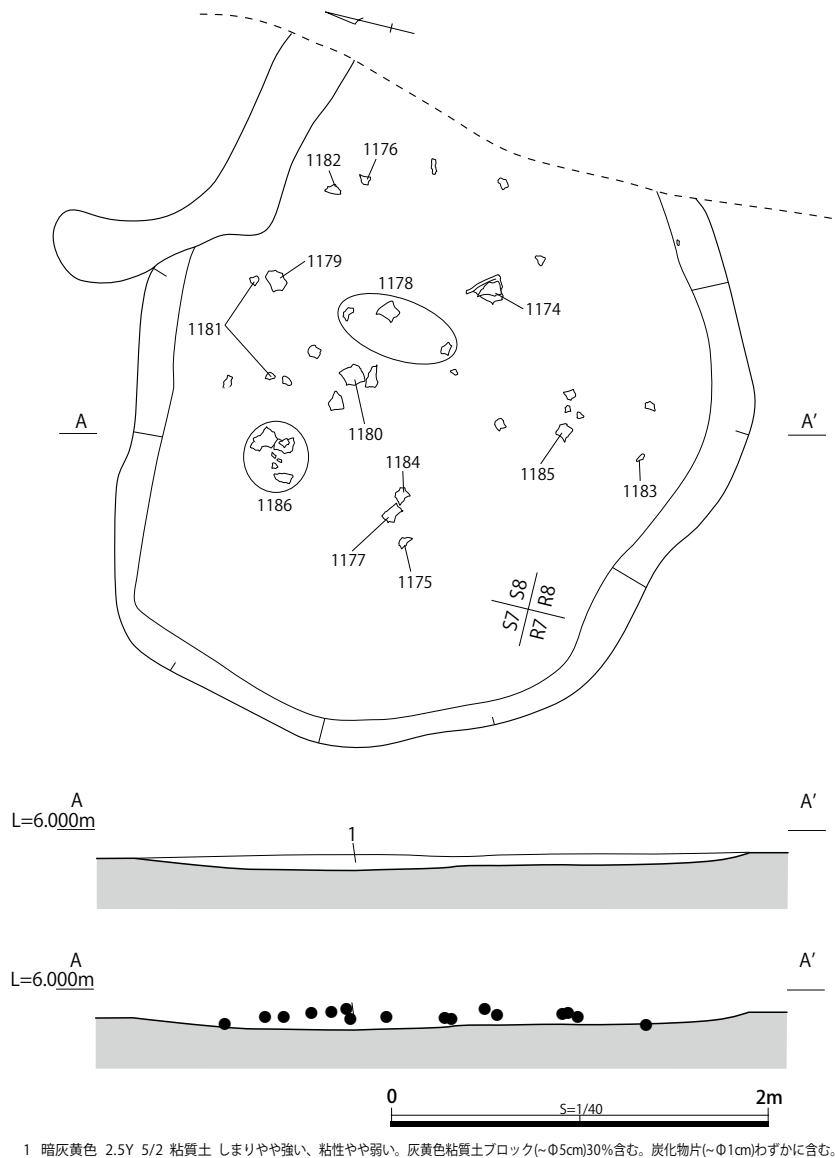 1182
1176
1179
1178
1174
1181
1180
A
A'
1184
1185
1183
1186
1177
1175
S8
R8
S7
R7
A
A'
L=6.000m
1
A
A'
L=6.000m
0
2m
S=1/40
1 暗灰黄色 2.5Y 5/2 粘質土 しまりやや強い、粘性やや弱い。灰黄色粘質土ブロック(~Φ5cm)30%含む。炭化物片(~Φ1cm)わずかに含む。